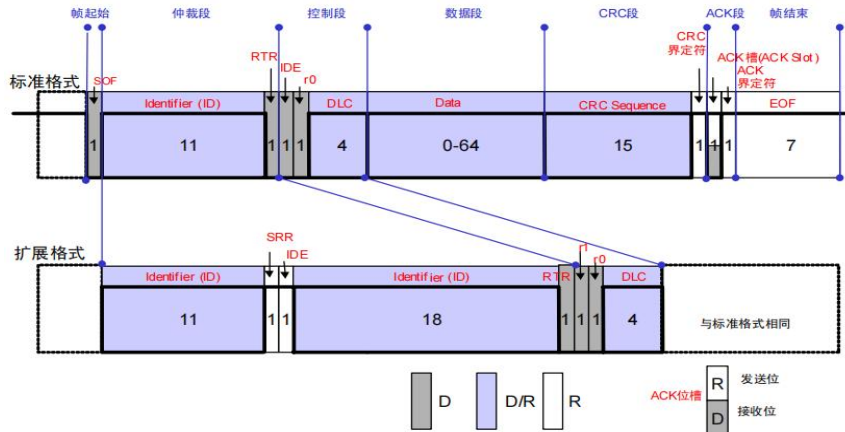 帧起始 仲裁段 控制段 数据段 CRC段 ACK段 帧结束
标准格式 SOF RTR IDE r0 CRC 界定符 ACK槽(ACK Slot) ACK 界定符
Identifier (ID) DLC Data CRC Sequence EOF
1 11 1 1 1 4 0-64 15 1 1 1 7
扩展格式 SRR IDE r1 r0
Identifier (ID) Identifier (ID) RTR DLC
11 1 1 18 1 1 1 4 与标准格式相同
D D/R R ACK位槽 R 发送位
D 接收位